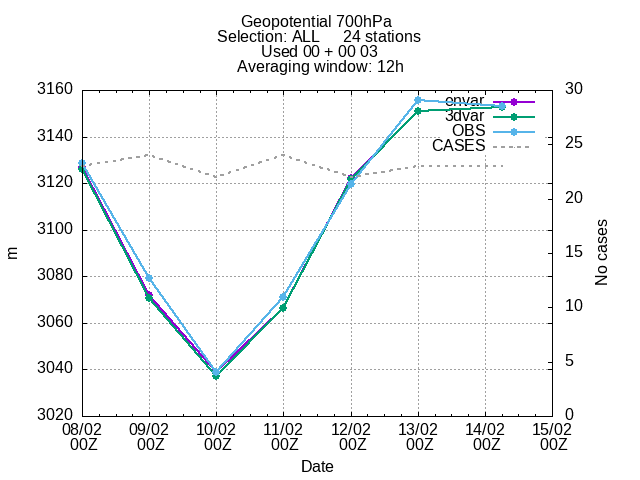 Geopotential 700hPa
Selection: ALL     24 stations
Used 00 + 00 03
Averaging window: 12h
3160
3140
3120
3100
3080
3060
3040
3020
m
30
25
20
15
10
5
0
No cases
envar
3dvar
OBS
CASES
08/02 09/02 10/02 11/02 12/02 13/02 14/02 15/02
00Z 00Z 00Z 00Z 00Z 00Z 00Z 00Z
Date